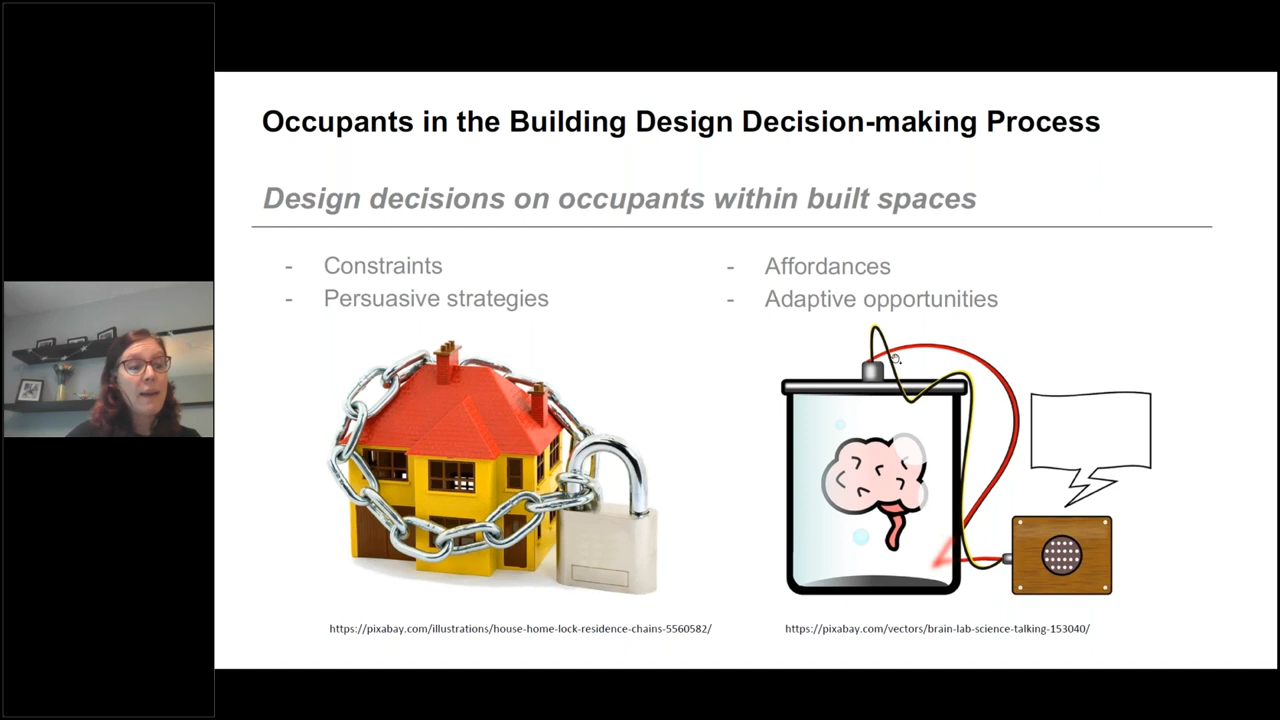 Occupants in the Building Design Decision-making Process
Design decisions on occupants within built spaces
- Constraints
- Persuasive strategies
- Affordances
- Adaptive opportunities
https://pixabay.com/illustrations/house-home-lock-residence-chains-5560582/
https://pixabay.com/vectors/brain-lab-science-talking-153040/